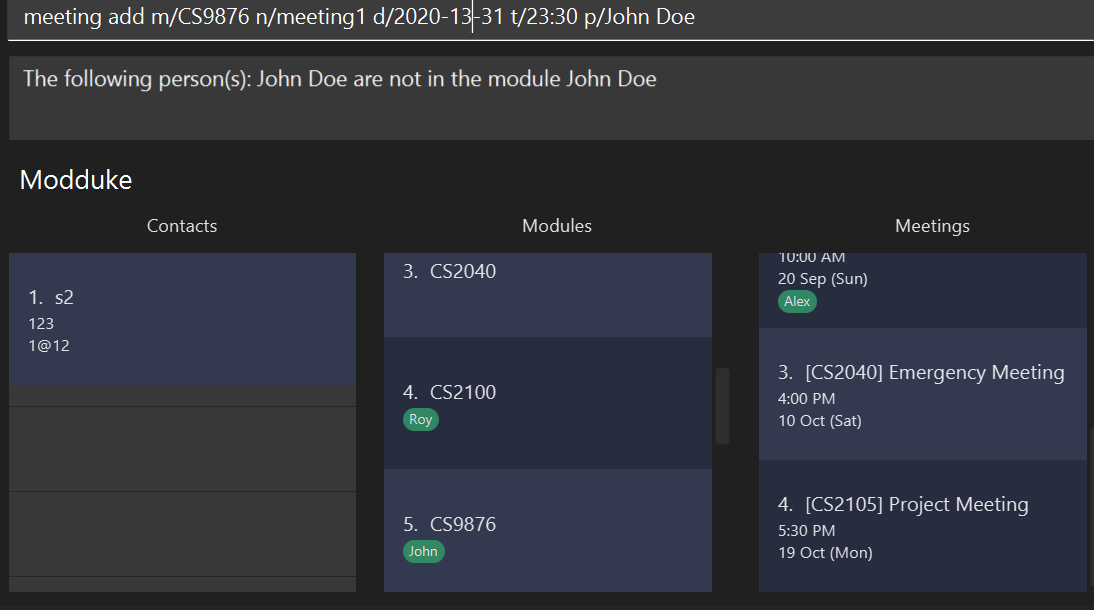 meeting add m/CS9876 n/meeting1 d/2020-13-31 t/23:30 p/John Doe
The following person(s): John Doe are not in the module John Doe
Modduke
Contacts
Modules
Meetings
1. s2
123
1@12
3. CS2040
4. CS2100
Roy
5. CS9876
John
10:00 AM
20 Sep (Sun)
Alex
3. [CS2040] Emergency Meeting
4:00 PM
10 Oct (Sat)
4. [CS2105] Project Meeting
5:30 PM
19 Oct (Mon)